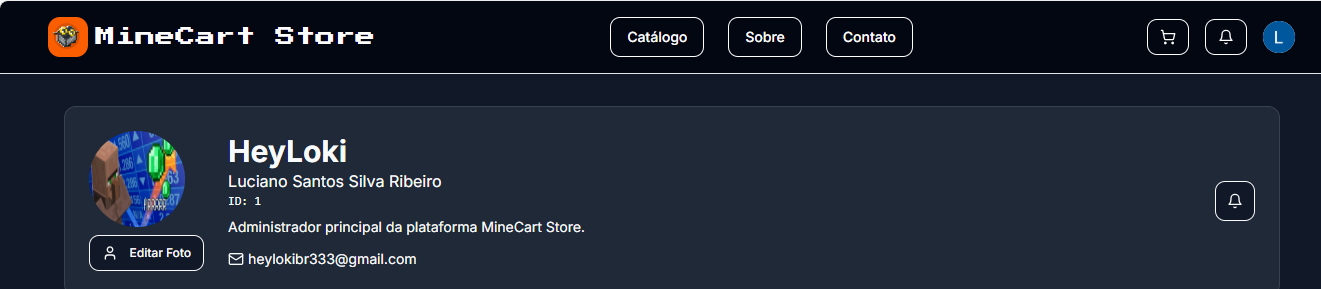 MineCart Store
Catálogo
Sobre
Contato
L
HeyLoki
Luciano Santos Silva Ribeiro
ID: 1
Administrador principal da plataforma MineCart Store.
Editar Foto
heylokibr333@gmail.com